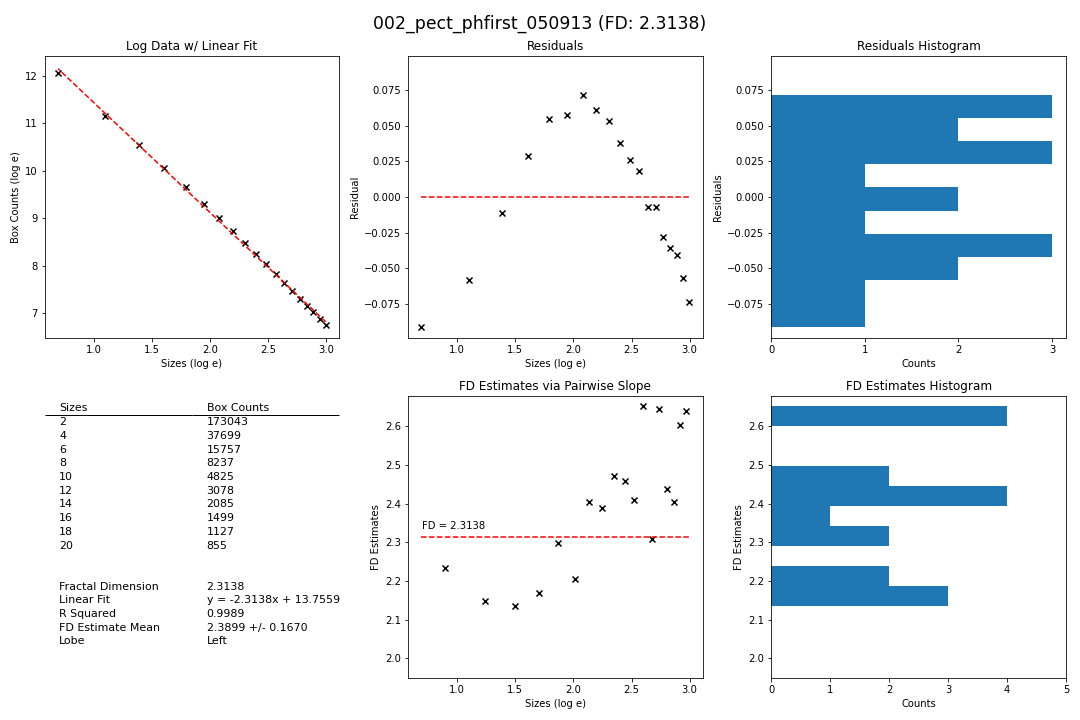 002_pect_phfirst_050913 (FD: 2.3138)
Log Data w/ Linear Fit
Box Counts (log e)
12
11
10
9
8
7
1.0 1.5 2.0 2.5 3.0
Sizes (log e)
Residuals
Residual
0.075
0.050
0.025
0.000
−0.025
−0.050
−0.075
1.0 1.5 2.0 2.5 3.0
Sizes (log e)
Residuals Histogram
Residuals
0.075
0.050
0.025
0.000
−0.025
−0.050
−0.075
0 1 2 3
Counts
Sizes Box Counts
2 173043
4 37699
6 15757
8 8237
10 4825
12 3078
14 2085
16 1499
18 1127
20 855
Fractal Dimension 2.3138
Linear Fit y = -2.3138x + 13.7559
R Squared 0.9989
FD Estimate Mean 2.3899 +/- 0.1670
Lobe Left
FD Estimates via Pairwise Slope
FD Estimates
2.6
2.5
2.4
2.3
2.2
2.1
2.0
FD = 2.3138
1.0 1.5 2.0 2.5 3.0
Sizes (log e)
FD Estimates Histogram
FD Estimates
2.6
2.5
2.4
2.3
2.2
2.1
2.0
0 1 2 3 4 5
Counts